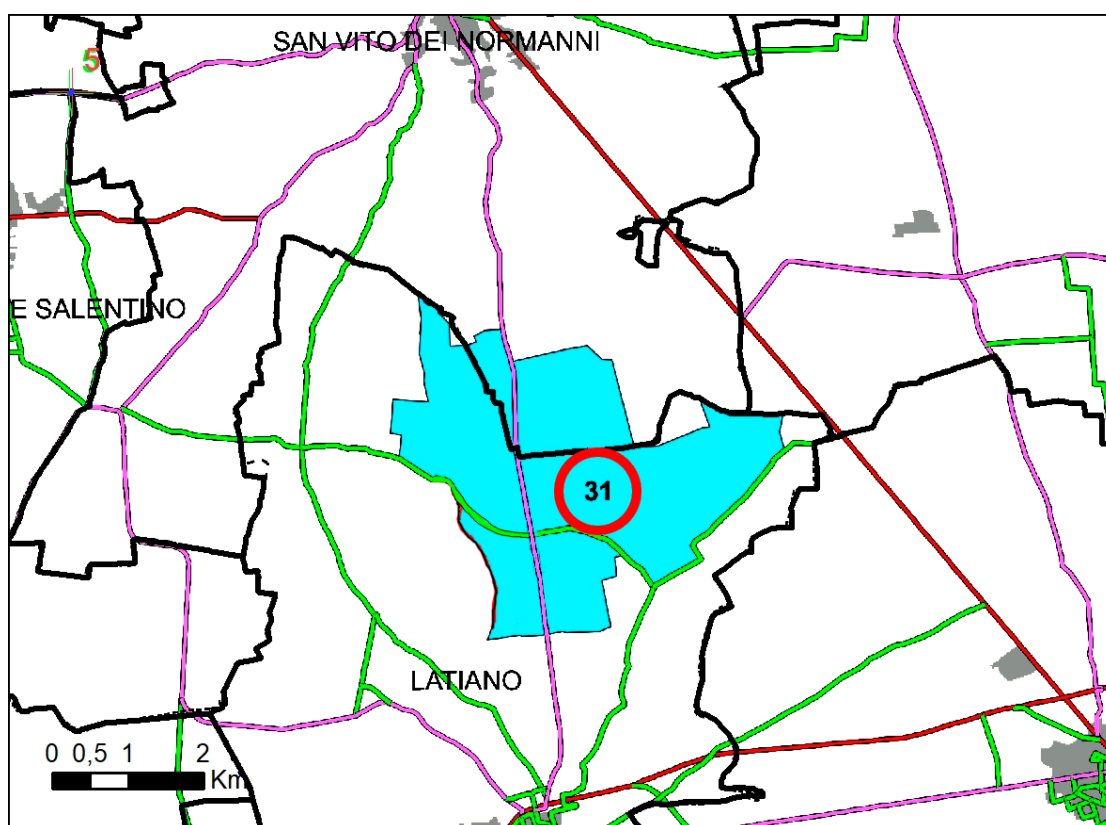 SAN VITO DEI NORMANNI
5
E SALENTINO
31
LATIANO
0 0,5 1 2
Km